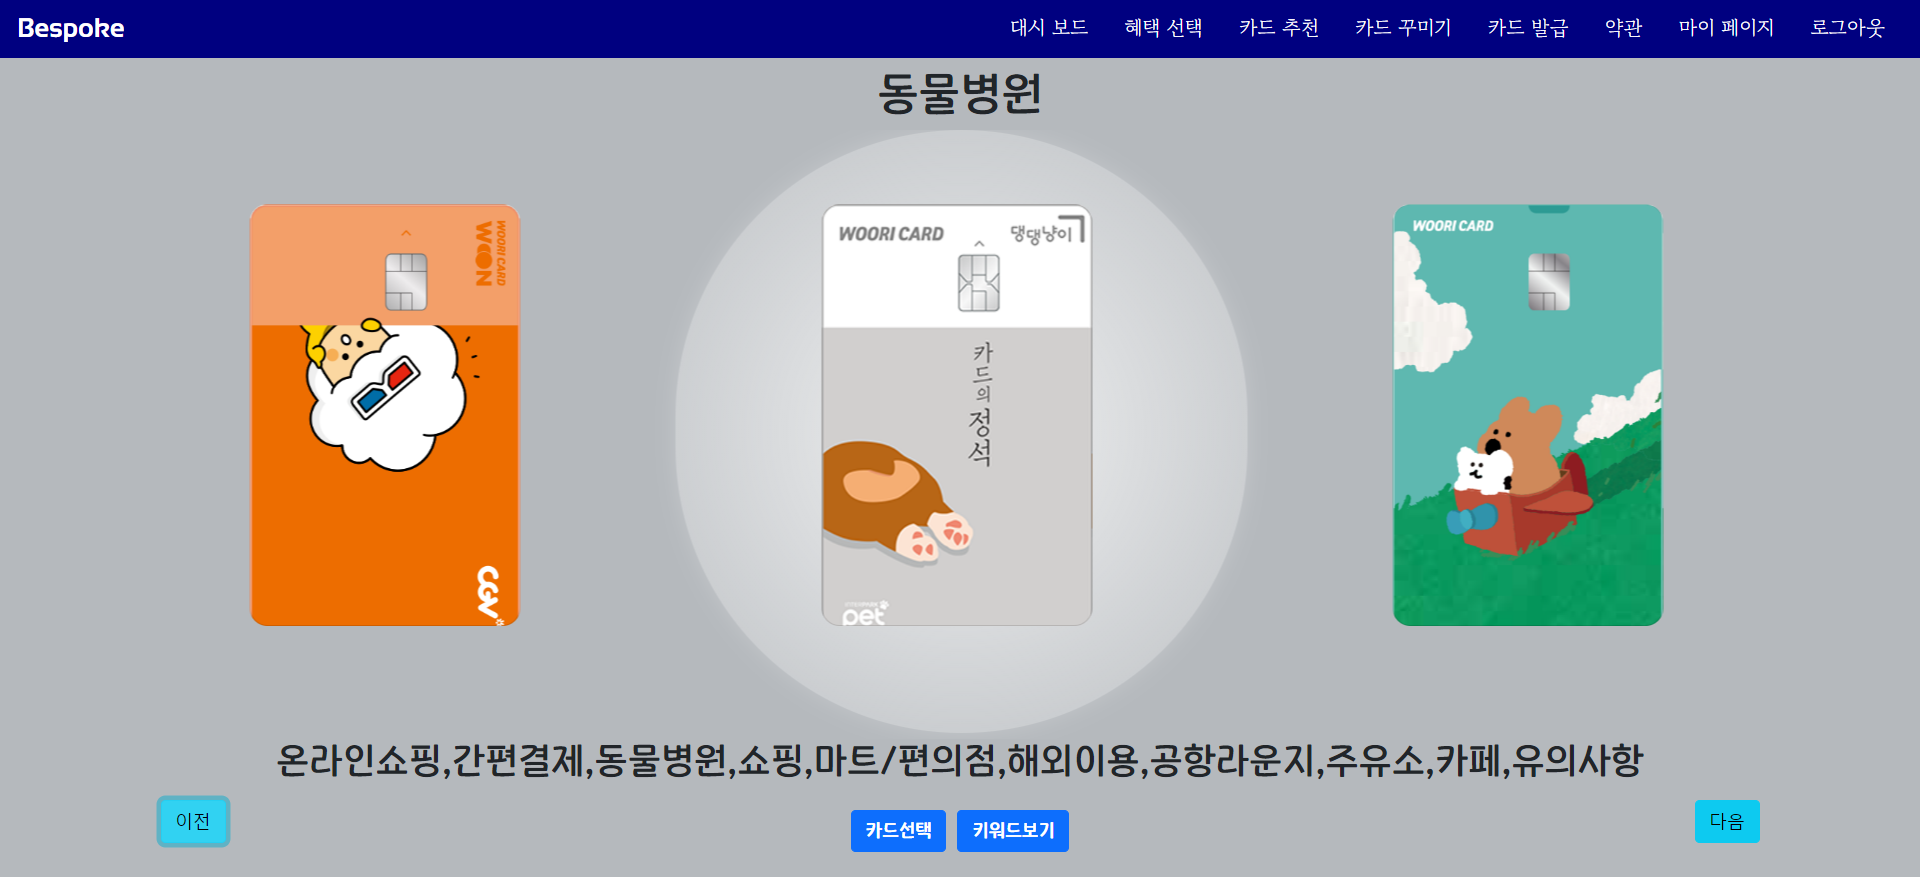 Bespoke
대시 보드 혜택 선택 카드 추천 카드 꾸미기 카드 발급 약관 마이 페이지 로그아웃
동물병원
WOORI CARD
WOON
CGV
WOORI CARD
댕댕냥이
카드의
정석
pet
WOORI CARD
온라인쇼핑,간편결제,동물병원,쇼핑,마트/편의점,해외이용,공항라운지,주유소,카페,유의사항
이전
카드선택 키워드보기
다음